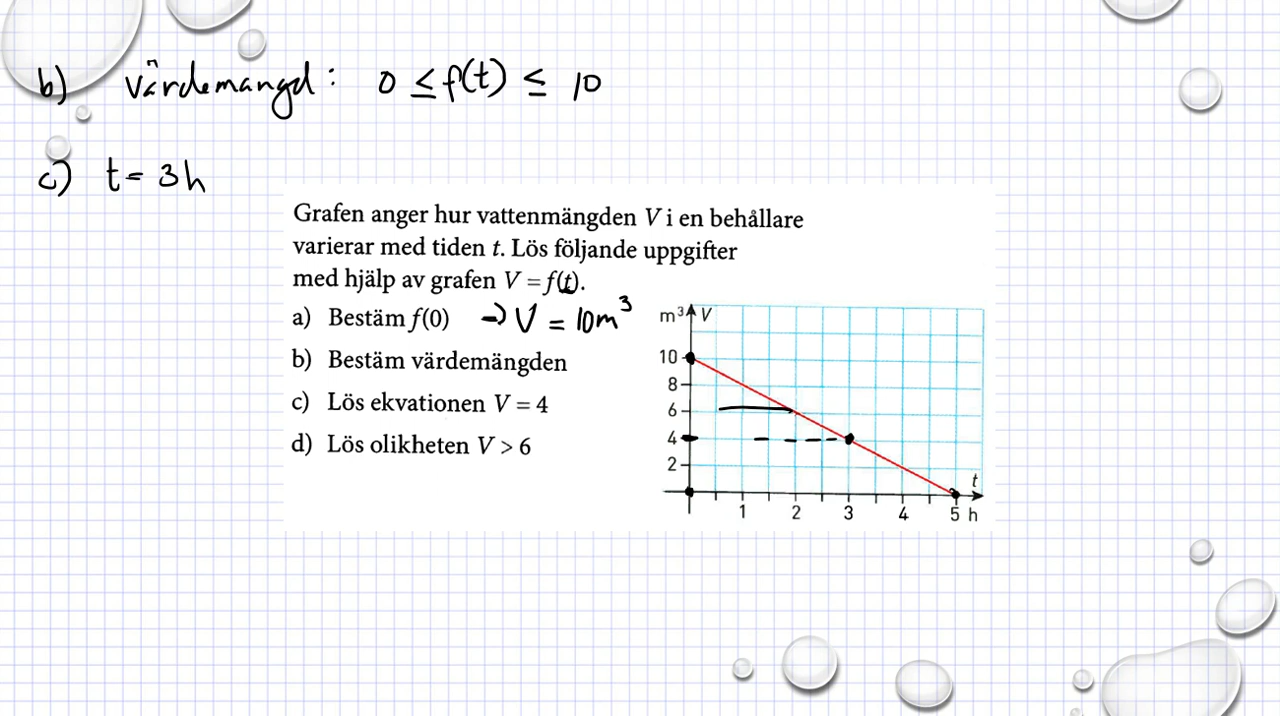 b) värdemängd: 0 ≤ f(t) ≤ 10
c) t = 3h
Grafen anger hur vattenmängden V i en behållare
varierar med tiden t. Lös följande uppgifter
med hjälp av grafen V = f(t).
a) Bestäm f(0) → V = 10m³
b) Bestäm värdemängden
c) Lös ekvationen V = 4
d) Lös olikheten V > 6
m³ V
10
8
6
4
2
t
1 2 3 4 5 h